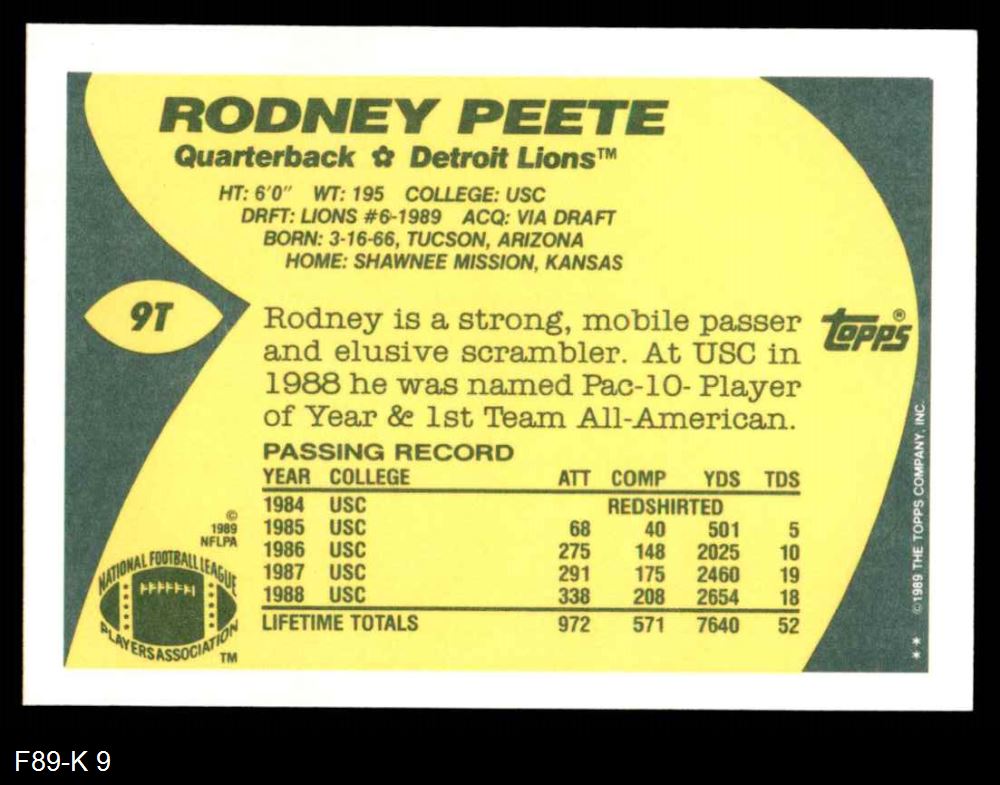 RODNEY PEETE
Quarterback ✿ Detroit Lions™
HT: 6'0" WT: 195 COLLEGE: USC
DRFT: LIONS #6-1989 ACQ: VIA DRAFT
BORN: 3-16-66, TUCSON, ARIZONA
HOME: SHAWNEE MISSION, KANSAS
9T
Rodney is a strong, mobile passer
and elusive scrambler. At USC in
1988 he was named Pac-10- Player
of Year & 1st Team All-American.
topps®
PASSING RECORD
YEAR COLLEGE ATT COMP YDS TDS
1984 USC REDSHIRTED
1985 USC 68 40 501 5
1986 USC 275 148 2025 10
1987 USC 291 175 2460 19
1988 USC 338 208 2654 18
LIFETIME TOTALS 972 571 7640 52
©
1989
NFLPA
NATIONAL FOOTBALL LEAGUE
PLAYERS ASSOCIATION
TM
** ©1989 THE TOPPS COMPANY, INC.
F89-K 9